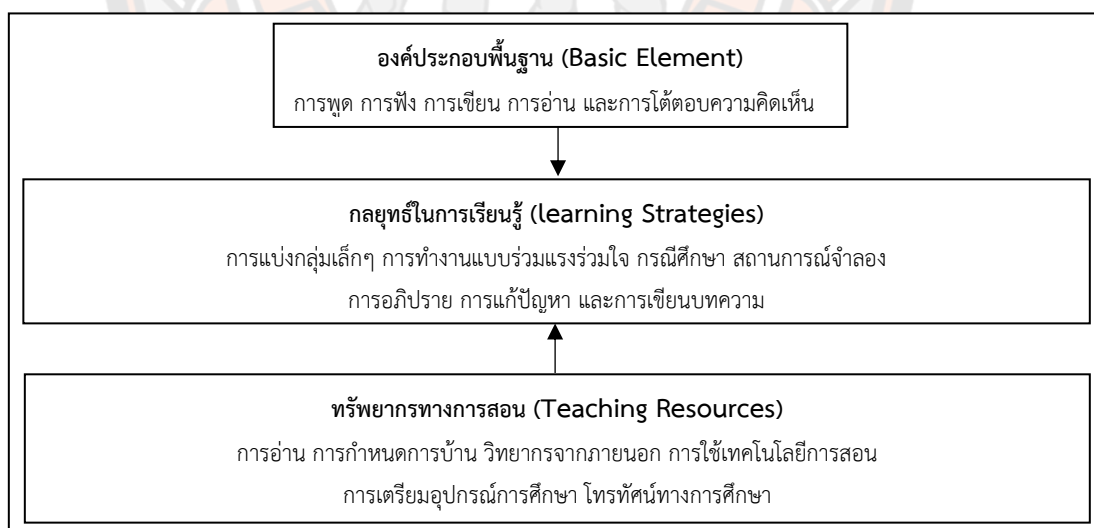 องค์ประกอบพื้นฐาน (Basic Element)
การพูด การฟัง การเขียน การอ่าน และการโต้ตอบความคิดเห็น
กลยุทธ์ในการเรียนรู้ (learning Strategies)
การแบ่งกลุ่มเล็กๆ การทำงานแบบร่วมแรงร่วมใจ กรณีศึกษา สถานการณ์จำลอง
การอภิปราย การแก้ปัญหา และการเขียนบทความ
ทรัพยากรทางการสอน (Teaching Resources)
การอ่าน การกำหนดการบ้าน วิทยากรจากภายนอก การใช้เทคโนโลยีการสอน
การเตรียมอุปกรณ์การศึกษา โทรทัศน์ทางการศึกษา